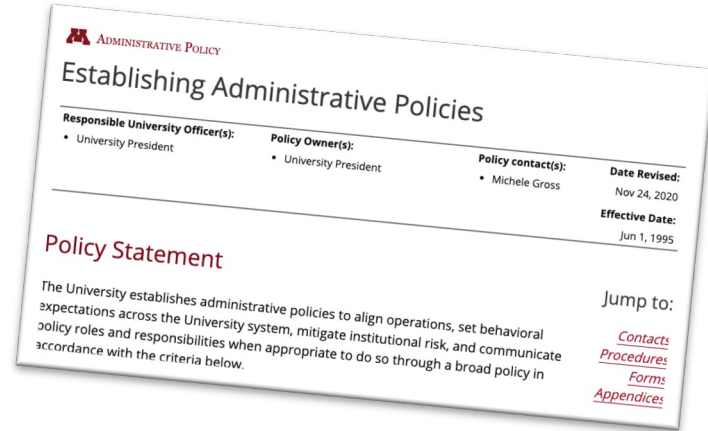 ADMINISTRATIVE POLICY
Establishing Administrative Policies
Responsible University Officer(s):
• University President
Policy Owner(s):
• University President
Policy contact(s):
• Michele Gross
Date Revised:
Nov 24, 2020
Effective Date:
Jun 1, 1995
Policy Statement
The University establishes administrative policies to align operations, set behavioral
expectations across the University system, mitigate institutional risk, and communicate
policy roles and responsibilities when appropriate to do so through a broad policy in
accordance with the criteria below.
Jump to:
Contacts
Procedures
Forms
Appendices